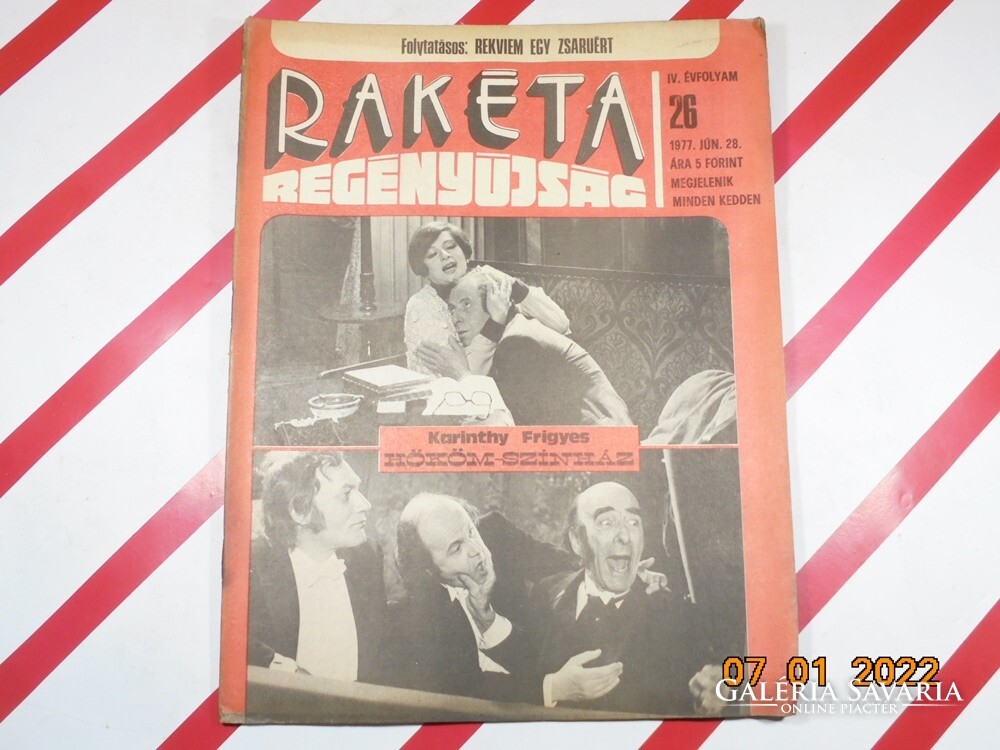 Folytatásos: REKVIEM EGY ZSARUÉRT
RAKÉTA
REGÉNYÚJSÁG
IV. ÉVFOLYAM
26
1977. JÚN. 28.
ÁRA 5 FORINT
MEGJELENIK
MINDEN KEDDEN
Karinthy Frigyes
HÖKÖM-SZÍNHÁZ
07 01 2022
GALÉRIA SAVARIA
ONLINE PIACTÉR